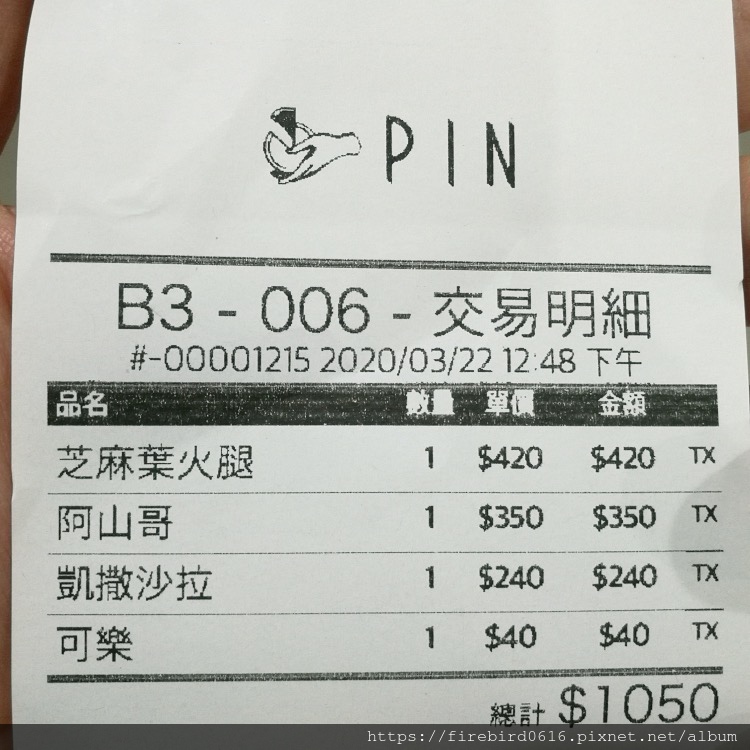 PIN
B3 - 006 - 交易明細
#-00001215 2020/03/22 12:48 下午
品名 數量 單價 金額
芝麻葉火腿 1 $420 $420 TX
阿山哥 1 $350 $350 TX
凱撒沙拉 1 $240 $240 TX
可樂 1 $40 $40 TX
總計 $1050
https://firebird0616.pixnet.net/album